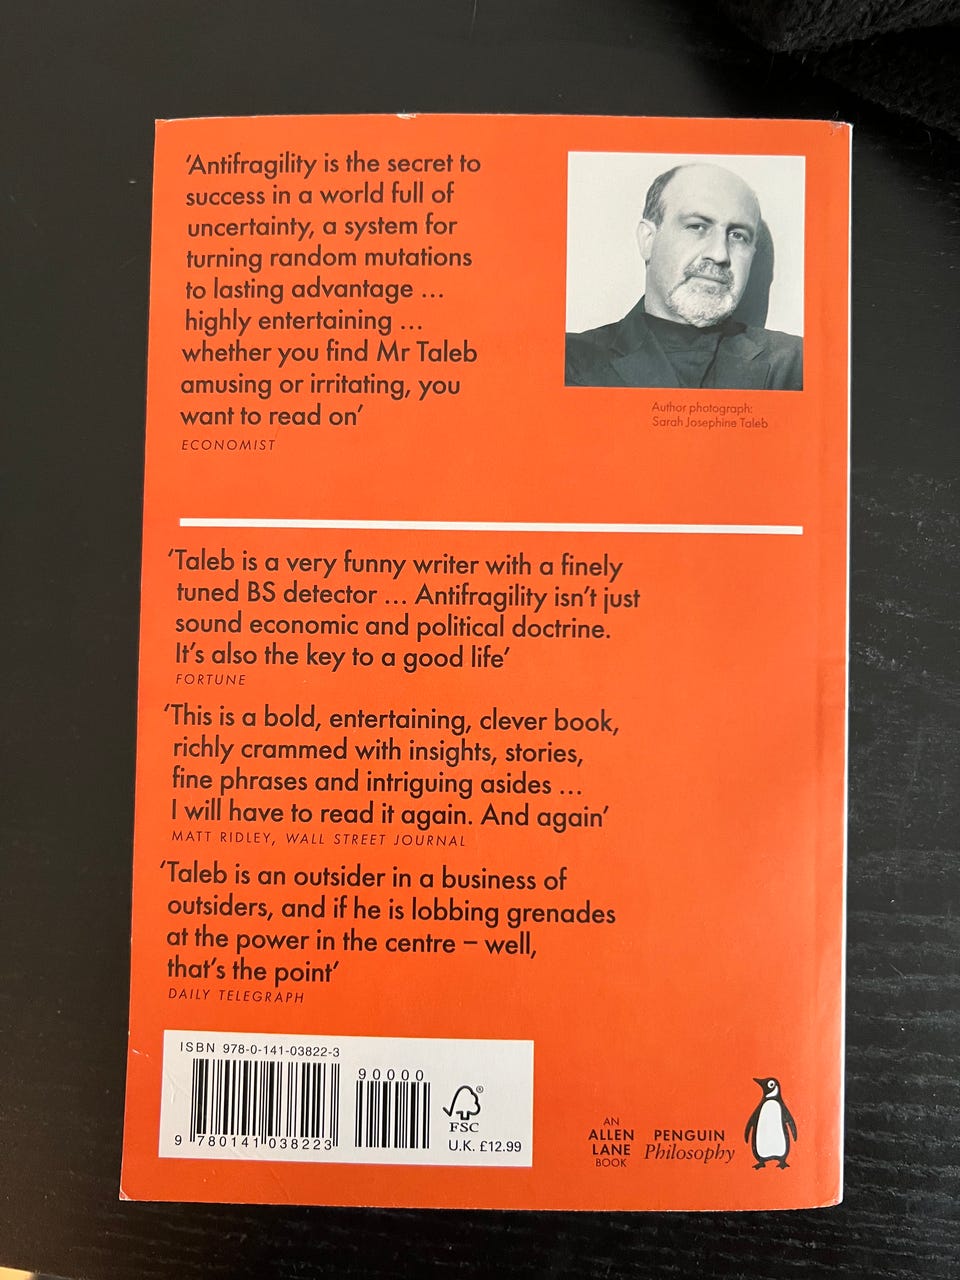 ‘Antifragility is the secret to
success in a world full of
uncertainty, a system for
turning random mutations
to lasting advantage ...
highly entertaining ...
whether you find Mr Taleb
amusing or irritating, you
want to read on’
ECONOMIST
Author photograph:
Sarah Josephine Taleb
‘Taleb is a very funny writer with a finely
tuned BS detector ... Antifragility isn’t just
sound economic and political doctrine.
It’s also the key to a good life’
FORTUNE
‘This is a bold, entertaining, clever book,
richly crammed with insights, stories,
fine phrases and intriguing asides ...
I will have to read it again. And again’
MATT RIDLEY, WALL STREET JOURNAL
‘Taleb is an outsider in a business of
outsiders, and if he is lobbing grenades
at the power in the centre – well,
that’s the point’
DAILY TELEGRAPH
ISBN 978-0-141-03822-3
90000
9 780141 038223
FSC
®
U.K. £12.99
AN
ALLEN
LANE
BOOK
PENGUIN
Philosophy